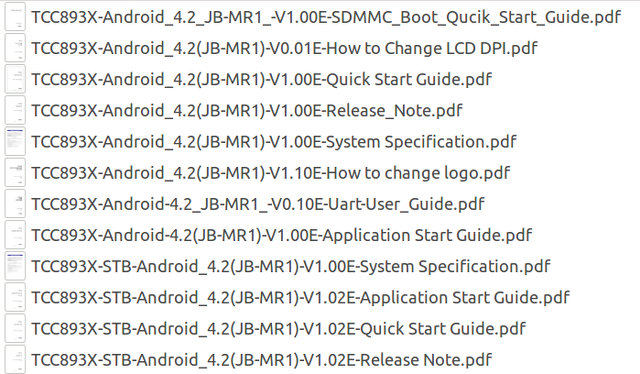 TCC893X-Android_4.2_JB-MR1_-V1.00E-SDMMC_Boot_Qucik_Start_Guide.pdf
TCC893X-Android_4.2(JB-MR1)-V0.01E-How to Change LCD DPI.pdf
TCC893X-Android_4.2(JB-MR1)-V1.00E-Quick Start Guide.pdf
TCC893X-Android_4.2(JB-MR1)-V1.00E-Release_Note.pdf
TCC893X-Android_4.2(JB-MR1)-V1.00E-System Specification.pdf
TCC893X-Android_4.2(JB-MR1)-V1.10E-How to change logo.pdf
TCC893X-Android-4.2_JB-MR1_-V0.10E-Uart-User_Guide.pdf
TCC893X-Android-4.2(JB-MR1)-V1.00E-Application Start Guide.pdf
TCC893X-STB-Android_4.2(JB-MR1)-V1.00E-System Specification.pdf
TCC893X-STB-Android_4.2(JB-MR1)-V1.02E-Application Start Guide.pdf
TCC893X-STB-Android_4.2(JB-MR1)-V1.02E-Quick Start Guide.pdf
TCC893X-STB-Android_4.2(JB-MR1)-V1.02E-Release Note.pdf